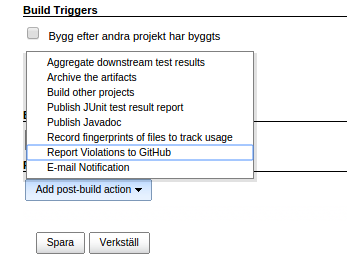 Build Triggers
Bygg efter andra projekt har byggts
Aggregate downstream test results
Archive the artifacts
Build other projects
Publish JUnit test result report
Publish Javadoc
Record fingerprints of files to track usage
Report Violations to GitHub
E-mail Notification
Add post-build action
Spara Verkställ